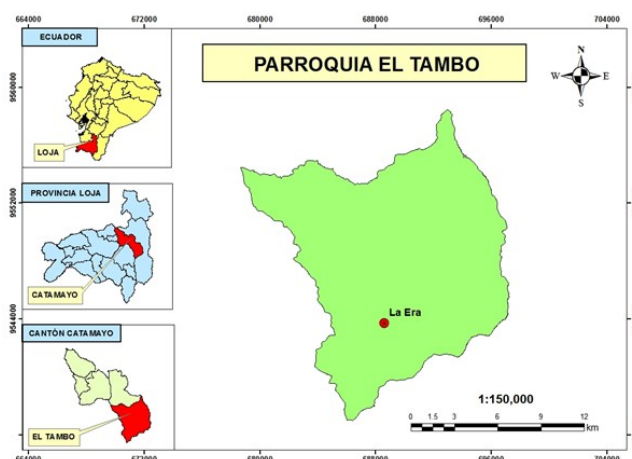 664000 672000 680000 688000 696000 704000
ECUADOR
LOJA
PROVINCIA LOJA
CATAMAYO
CANTÓN CATAMAYO
EL TAMBO
PARROQUIA EL TAMBO
N
W E
S
La Era
1:150,000
0 1.5 3 6 9 12
km
9560000
9552000
9544000
664000 672000 680000 688000 696000 704000